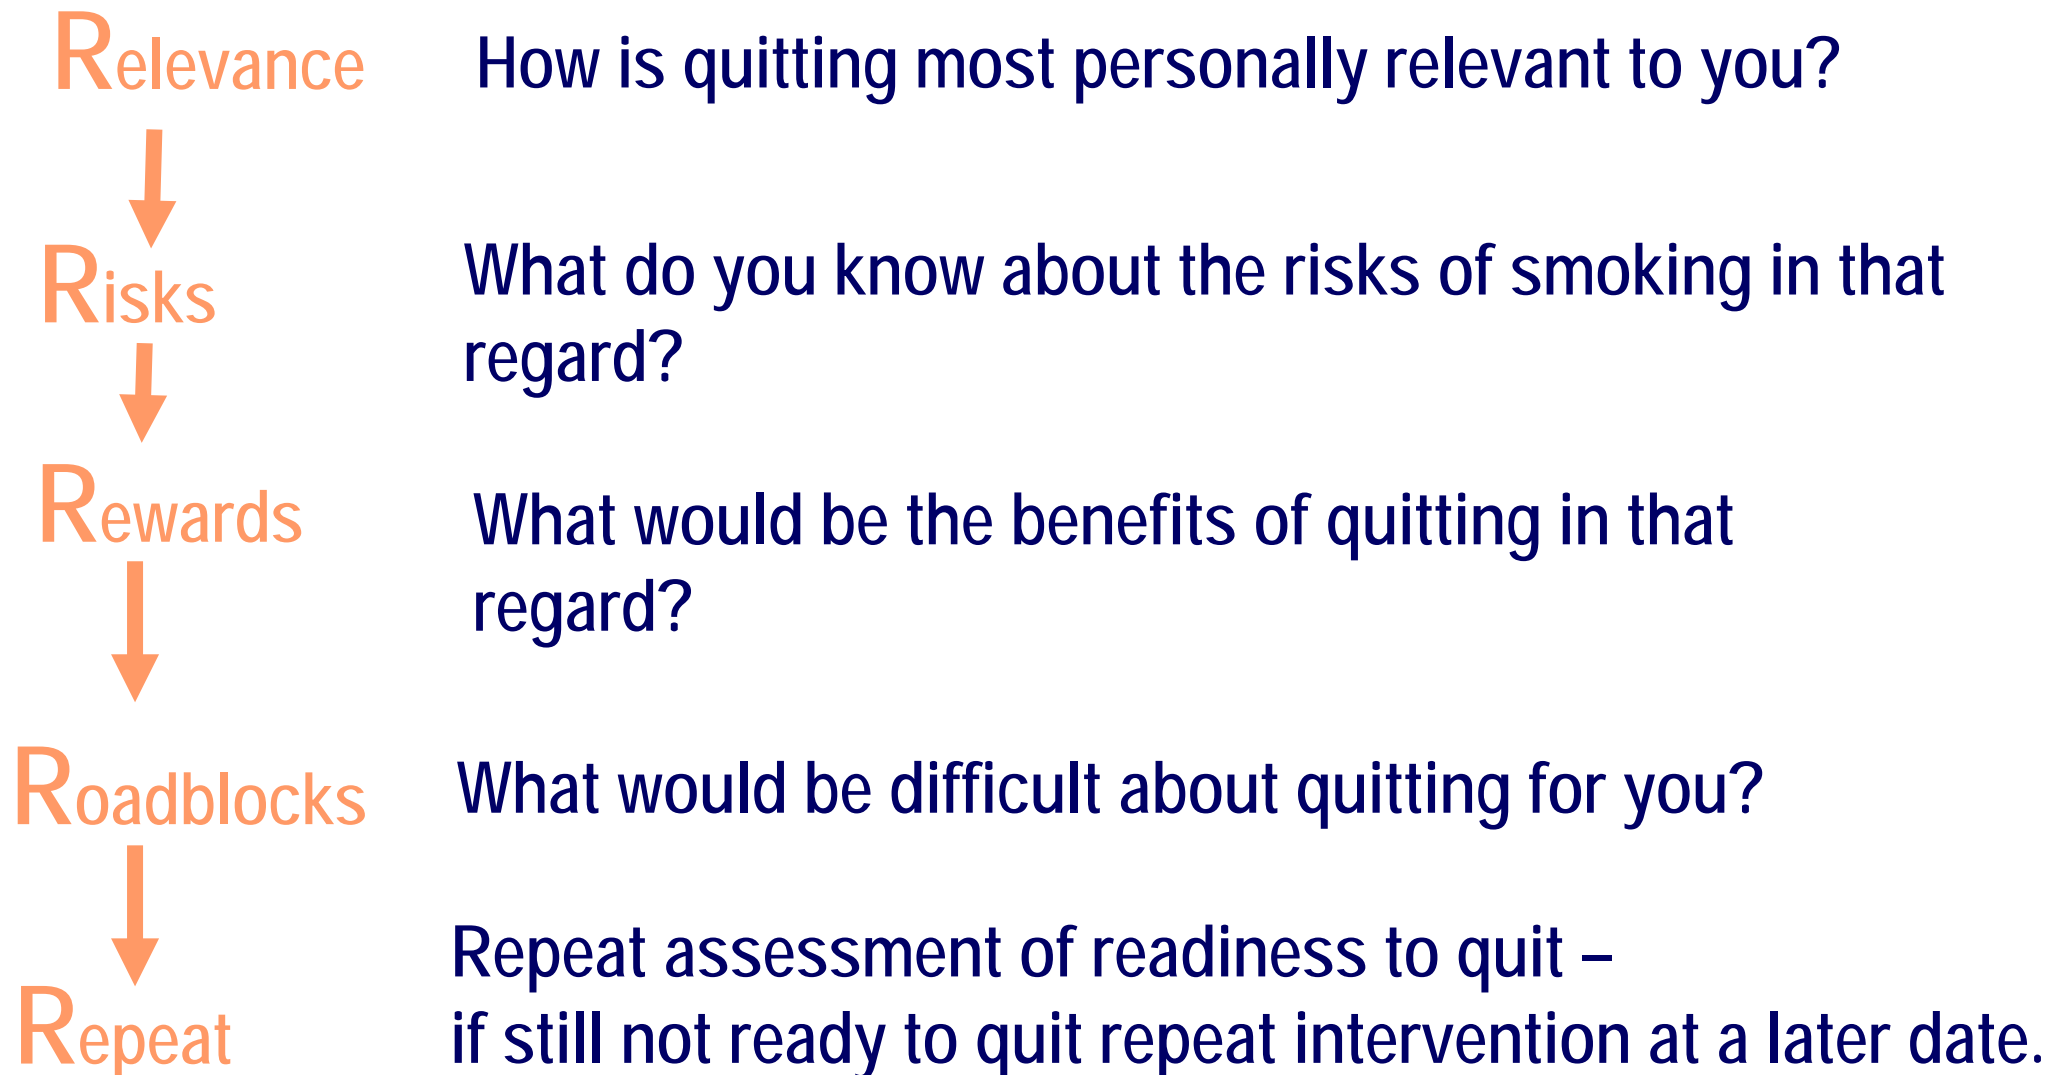 Relevance How is quitting most personally relevant to you?
Risks What do you know about the risks of smoking in that
regard?
Rewards What would be the benefits of quitting in that
regard?
Roadblocks What would be difficult about quitting for you?
Repeat assessment of readiness to quit –
Repeat if still not ready to quit repeat intervention at a later date.